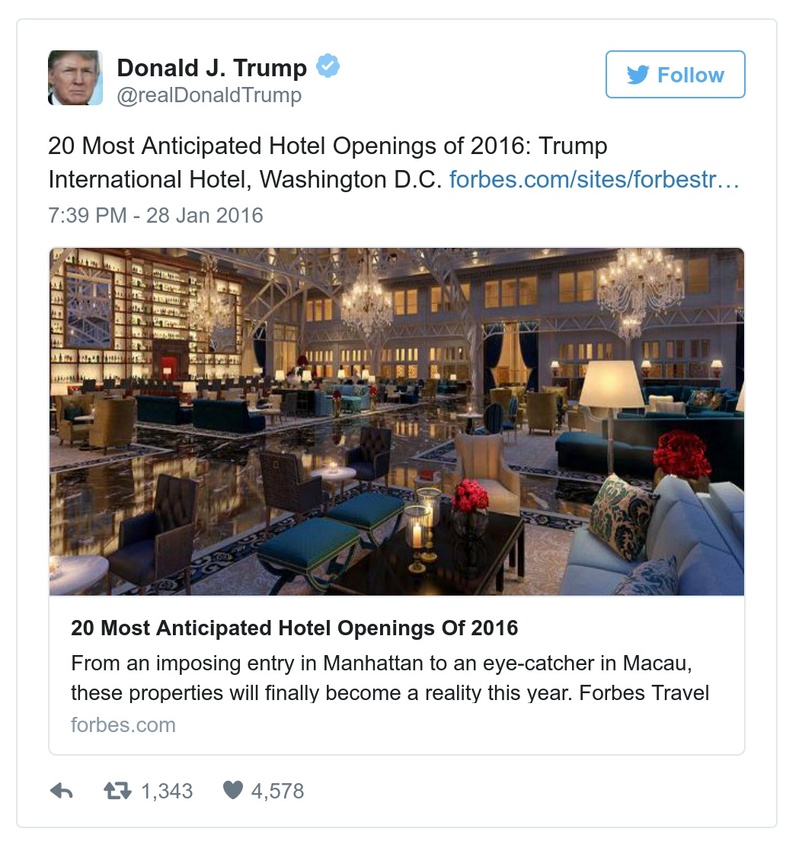 Donald J. Trump
@realDonaldTrump
Follow
20 Most Anticipated Hotel Openings of 2016: Trump
International Hotel, Washington D.C. forbes.com/sites/forbestr…
7:39 PM - 28 Jan 2016
20 Most Anticipated Hotel Openings Of 2016
From an imposing entry in Manhattan to an eye-catcher in Macau,
these properties will finally become a reality this year. Forbes Travel
forbes.com
1,343
4,578